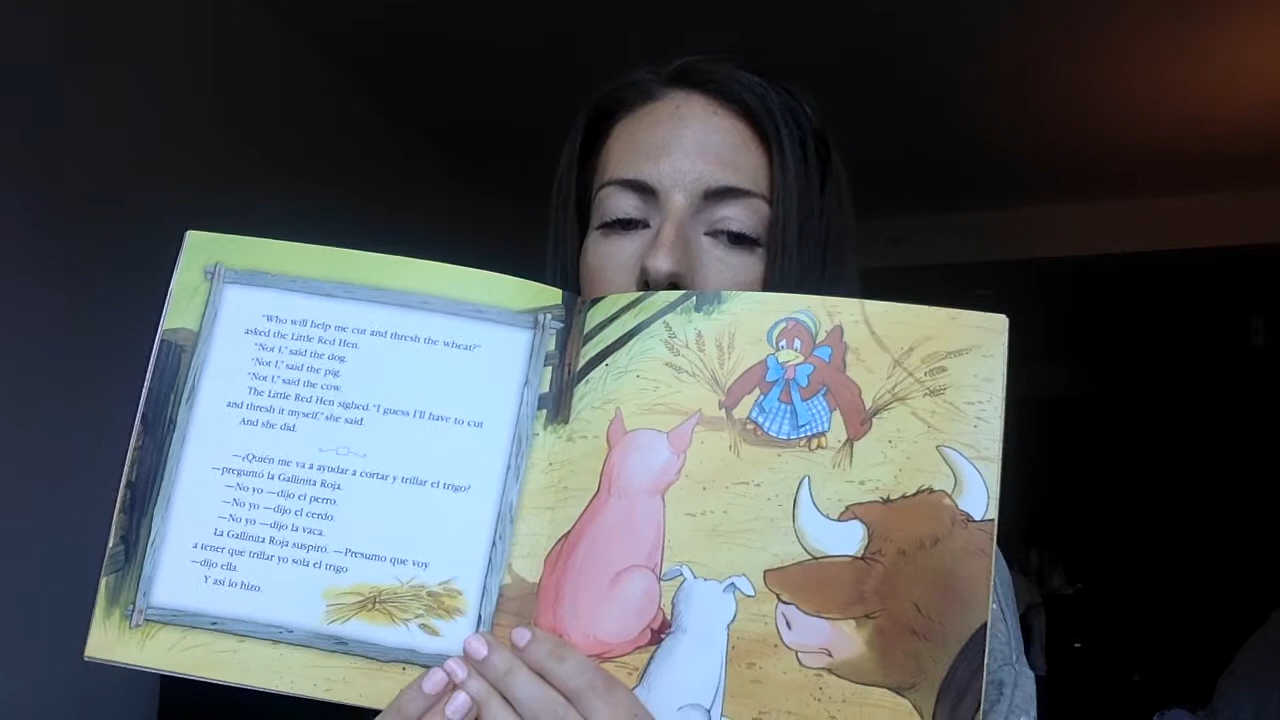 "Who will help me cut and thresh the wheat?"
asked the Little Red Hen.
"Not I," said the dog.
"Not I," said the pig.
"Not I," said the cow.
The Little Red Hen sighed. "I guess I'll have to cut
and thresh it myself," she said.
And she did.
—¿Quién me va a ayudar a cortar y trillar el trigo?
—preguntó la Gallinita Roja.
—No yo —dijo el perro.
—No yo —dijo el cerdo.
—No yo —dijo la vaca.
La Gallinita Roja suspiró. —Presumo que voy
a tener que trillar yo sola el trigo
—dijo ella.
Y así lo hizo.